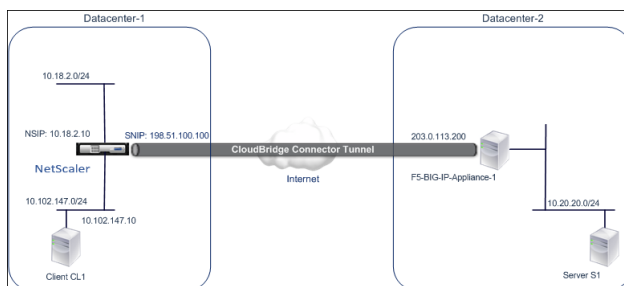 Datacenter-1
Datacenter-2
10.18.2.0/24
NSIP: 10.18.2.10
SNIP: 198.51.100.100
203.0.113.200
CloudBridge Connector Tunnel
NetScaler
Internet
F5-BIG-IP-Appliance-1
10.102.147.0/24
10.20.20.0/24
10.102.147.10
Client CL1
Server S1